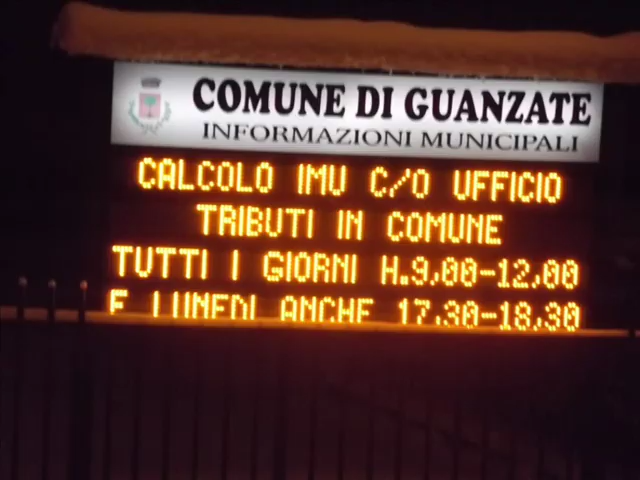 COMUNE DI GUANZATE
INFORMAZIONI MUNICIPALI
CALCOLO IMU C/O UFFICIO
TRIBUTI IN COMUNE
TUTTI I GIORNI H.9,00-12,00
E LUNEDI ANCHE 17,30-18,30